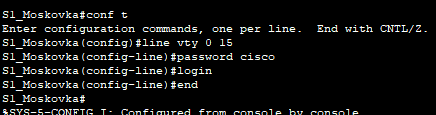 S1_Moskovka#conf t
Enter configuration commands, one per line.  End with CNTL/Z.
S1_Moskovka(config)#line vty 0 15
S1_Moskovka(config-line)#password cisco
S1_Moskovka(config-line)#login
S1_Moskovka(config-line)#end
S1_Moskovka#
%SYS-5-CONFIG_I: Configured from console by console